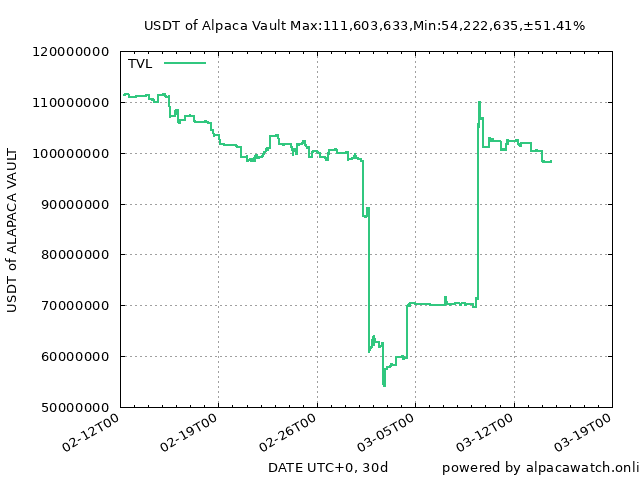 USDT of Alpaca Vault Max:111,603,633,Min:54,222,635,±51.41%
TVL
USDT of ALAPACA VAULT
120000000
110000000
100000000
90000000
80000000
70000000
60000000
50000000
02-12T00
02-19T00
02-26T00
03-05T00
03-12T00
03-19T00
DATE UTC+0, 30d
powered by alpacawatch.onli